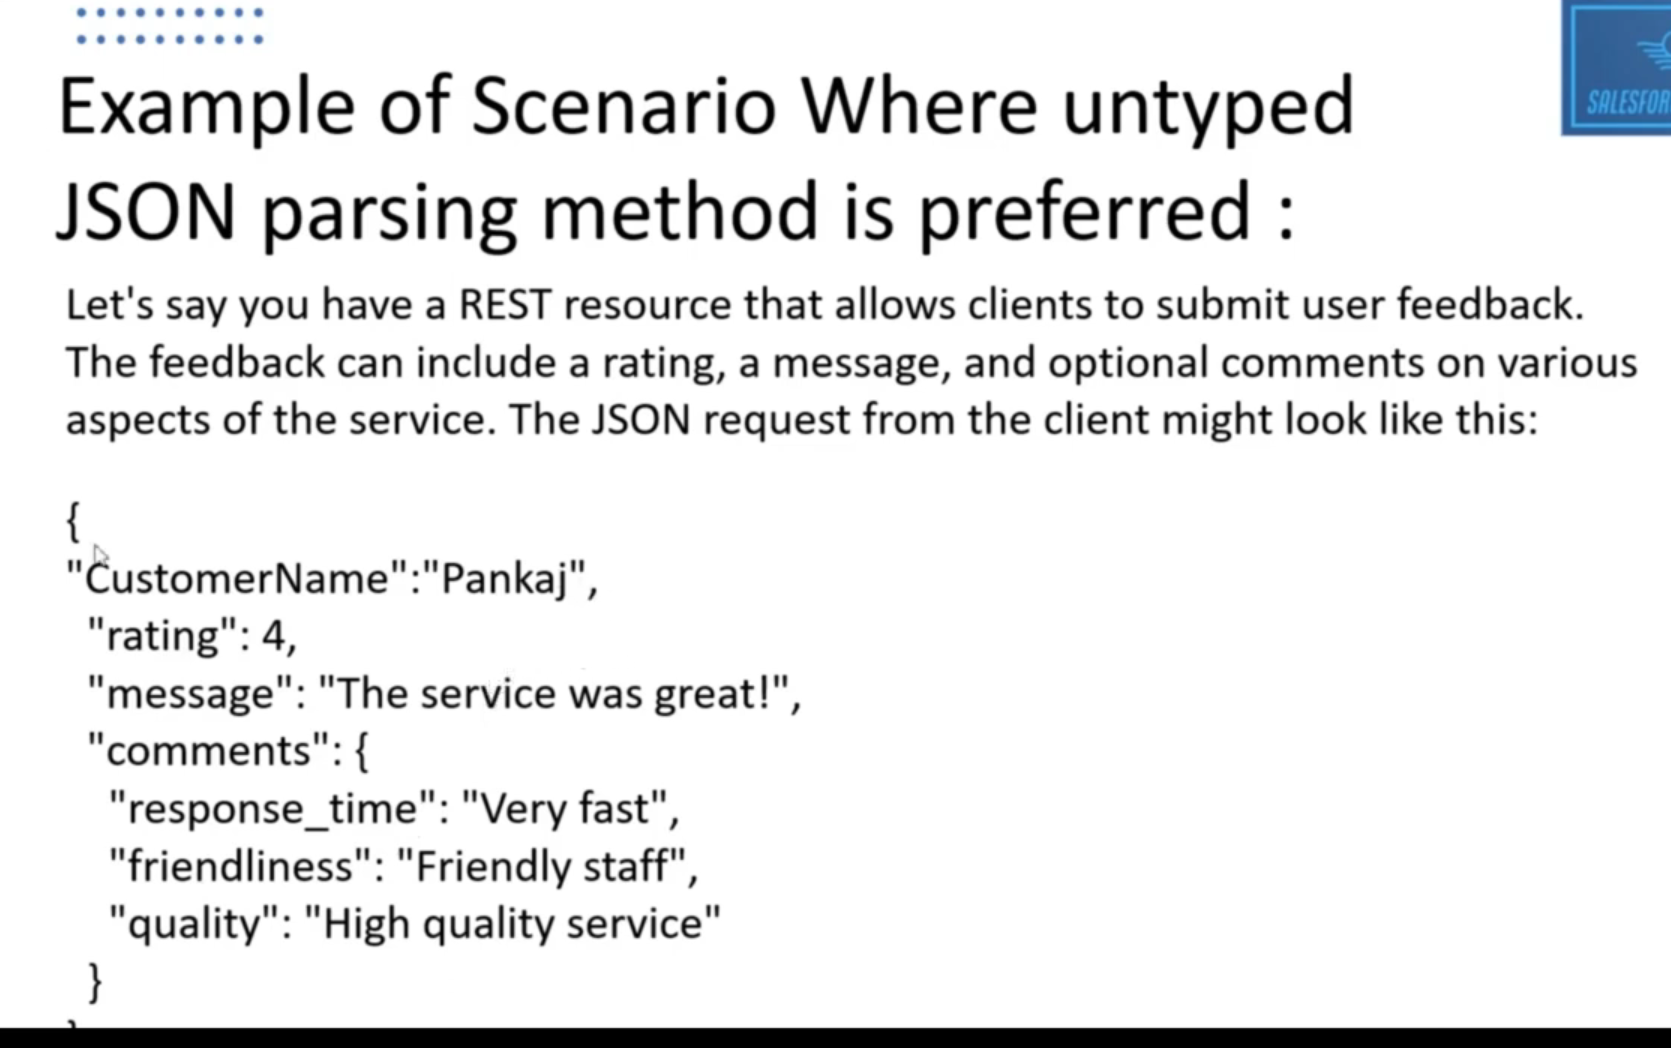 SALESFOR
Example of Scenario Where untyped
JSON parsing method is preferred :
Let's say you have a REST resource that allows clients to submit user feedback.
The feedback can include a rating, a message, and optional comments on various
aspects of the service. The JSON request from the client might look like this:
{
"CustomerName":"Pankaj",
"rating": 4,
"message": "The service was great!",
"comments": {
"response_time": "Very fast",
"friendliness": "Friendly staff",
"quality": "High quality service"
}